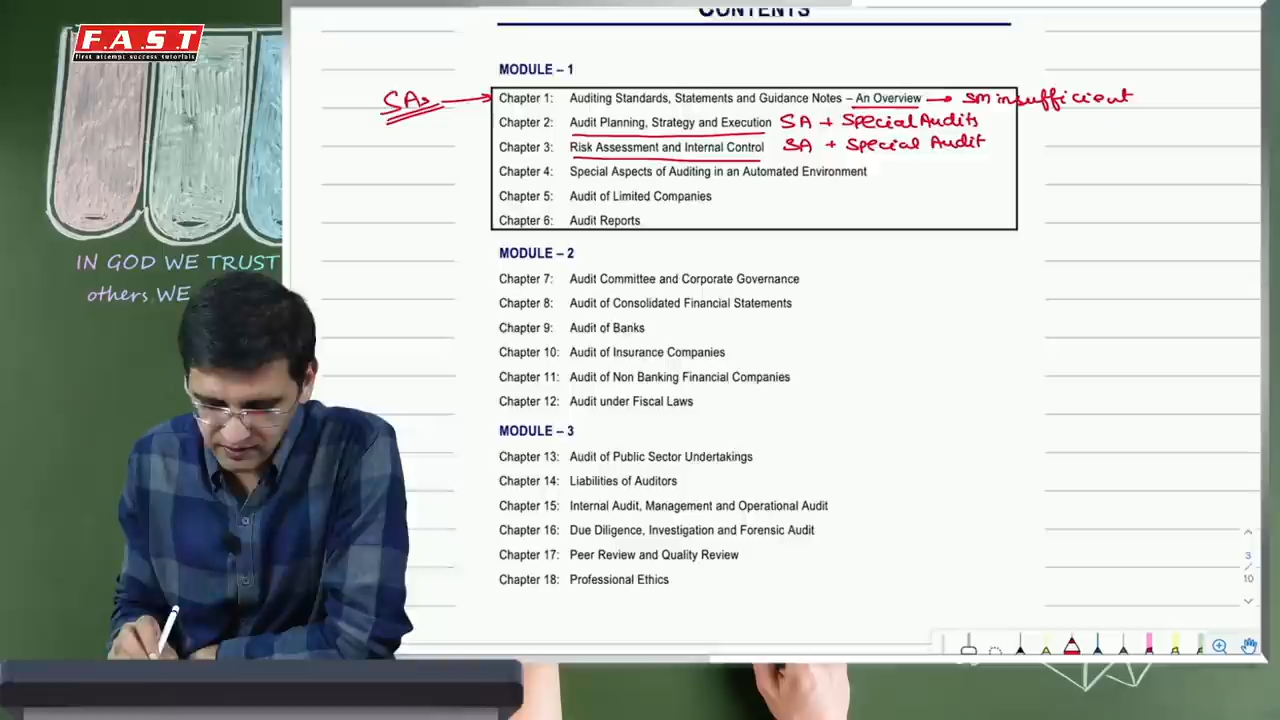 F.A.S.T
first attempt success tutorials
CONTENTS
MODULE – 1
SAs
Chapter 1: Auditing Standards, Statements and Guidance Notes – An Overview → SM insufficient
Chapter 2: Audit Planning, Strategy and Execution SA + Special Audits
Chapter 3: Risk Assessment and Internal Control SA + Special Audit
Chapter 4: Special Aspects of Auditing in an Automated Environment
Chapter 5: Audit of Limited Companies
Chapter 6: Audit Reports
MODULE – 2
Chapter 7: Audit Committee and Corporate Governance
Chapter 8: Audit of Consolidated Financial Statements
Chapter 9: Audit of Banks
Chapter 10: Audit of Insurance Companies
Chapter 11: Audit of Non Banking Financial Companies
Chapter 12: Audit under Fiscal Laws
MODULE – 3
Chapter 13: Audit of Public Sector Undertakings
Chapter 14: Liabilities of Auditors
Chapter 15: Internal Audit, Management and Operational Audit
Chapter 16: Due Diligence, Investigation and Forensic Audit
Chapter 17: Peer Review and Quality Review
Chapter 18: Professional Ethics
IN GOD WE TRUST
others WE
3
/
10